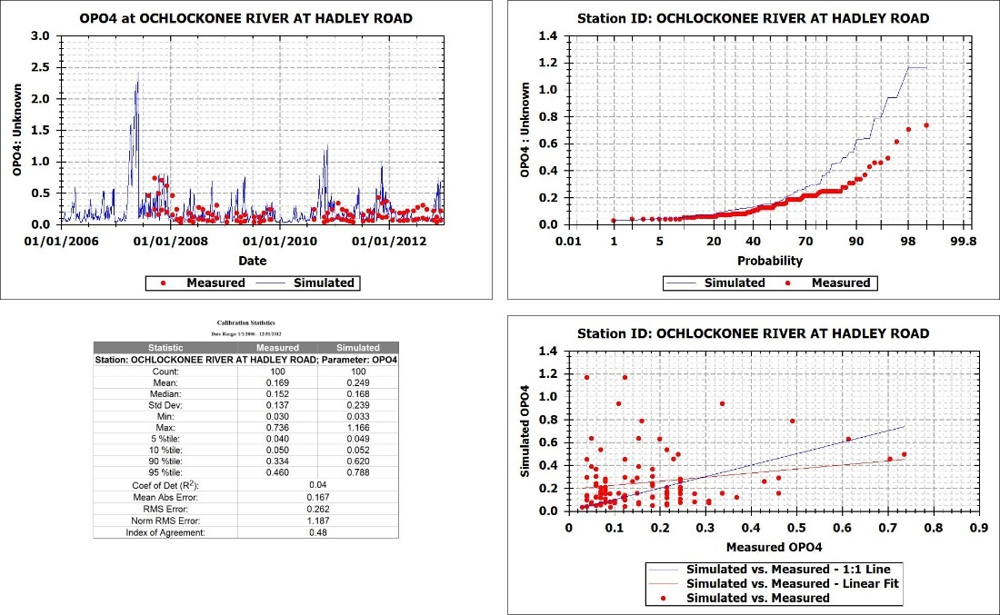 OPO4 at OCHLOCKONEE RIVER AT HADLEY ROAD
OPO4: Unknown
3.0
2.5
2.0
1.5
1.0
0.5
0.0
01/01/2006 01/01/2008 01/01/2010 01/01/2012
Date
Measured Simulated
Station ID: OCHLOCKONEE RIVER AT HADLEY ROAD
OPO4 : Unknown
1.4
1.2
1.0
0.8
0.6
0.4
0.2
0.0
0.01 1 5 20 40 70 90 98 99.8
Probability
Simulated Measured
Calibration Statistics
Date Range: 1/1/2006 - 12/31/2012
Statistic Measured Simulated
Station: OCHLOCKONEE RIVER AT HADLEY ROAD; Parameter: OPO4
Count: 100 100
Mean: 0.169 0.249
Median: 0.152 0.168
Std Dev: 0.137 0.239
Min: 0.030 0.033
Max: 0.736 1.166
5 %tile: 0.040 0.049
10 %tile: 0.050 0.052
90 %tile: 0.334 0.620
95 %tile: 0.460 0.788
Coef of Det (R²): 0.04
Mean Abs Error: 0.167
RMS Error: 0.262
Norm RMS Error: 1.187
Index of Agreement: 0.48
Station ID: OCHLOCKONEE RIVER AT HADLEY ROAD
Simulated OPO4
1.4
1.2
1.0
0.8
0.6
0.4
0.2
0.0
0 0.1 0.2 0.3 0.4 0.5 0.6 0.7 0.8 0.9
Measured OPO4
Simulated vs. Measured - 1:1 Line
Simulated vs. Measured - Linear Fit
Simulated vs. Measured